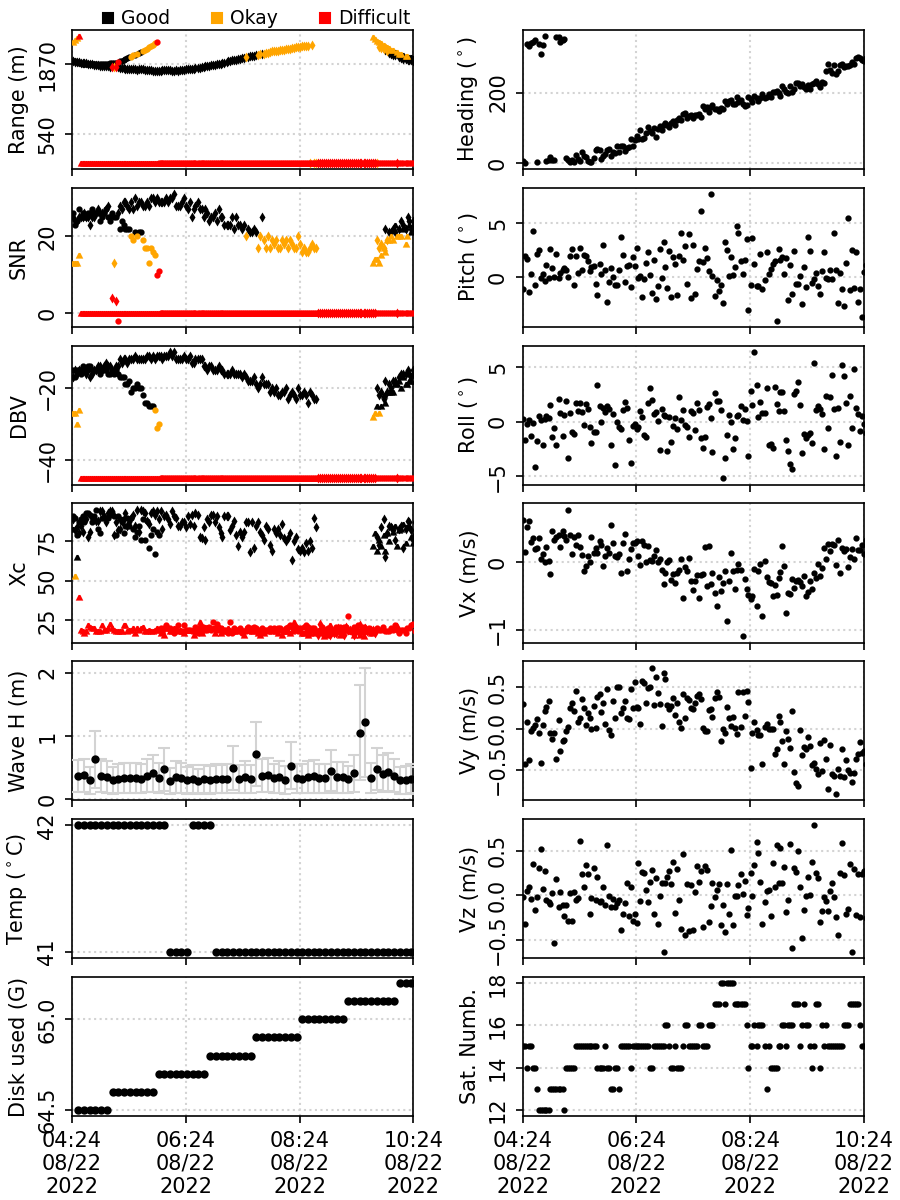 Good Okay Difficult
Range (m)
1870
540
Heading (°)
200
0
SNR
20
0
Pitch (°)
5
0
DBV
−20
−40
Roll (°)
5
0
−5
Xc
75
50
25
Vx (m/s)
0
−1
Wave H (m)
2
1
0
Vy (m/s)
0.5
0.0
−0.5
Temp (°C)
42
41
Vz (m/s)
0.5
0.0
−0.5
Disk used (G)
65.0
64.5
Sat. Numb.
18
16
14
12
04:24 06:24 08:24 10:24
08/22 08/22 08/22 08/22
2022 2022 2022 2022
04:24 06:24 08:24 10:24
08/22 08/22 08/22 08/22
2022 2022 2022 2022